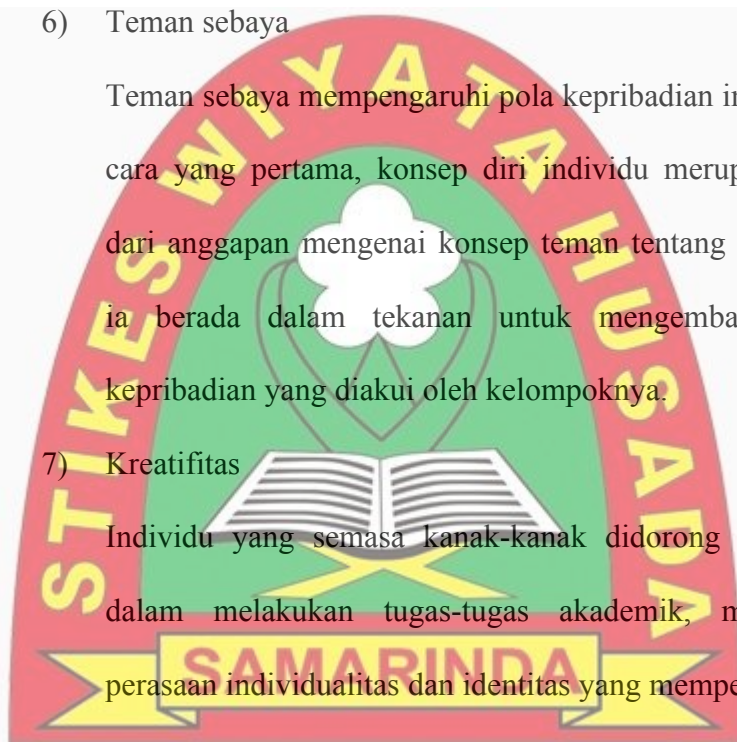 6) Teman sebaya
Teman sebaya mempengaruhi pola kepribadian in
cara yang pertama, konsep diri individu merup
dari anggapan mengenai konsep teman tentang
ia berada dalam tekanan untuk mengemba
kepribadian yang diakui oleh kelompoknya.
7) Kreatifitas
Individu yang semasa kanak-kanak didorong
dalam melakukan tugas-tugas akademik, m
perasaan individualitas dan identitas yang mempe
STIKES WIYATA HUSADA
SAMARINDA